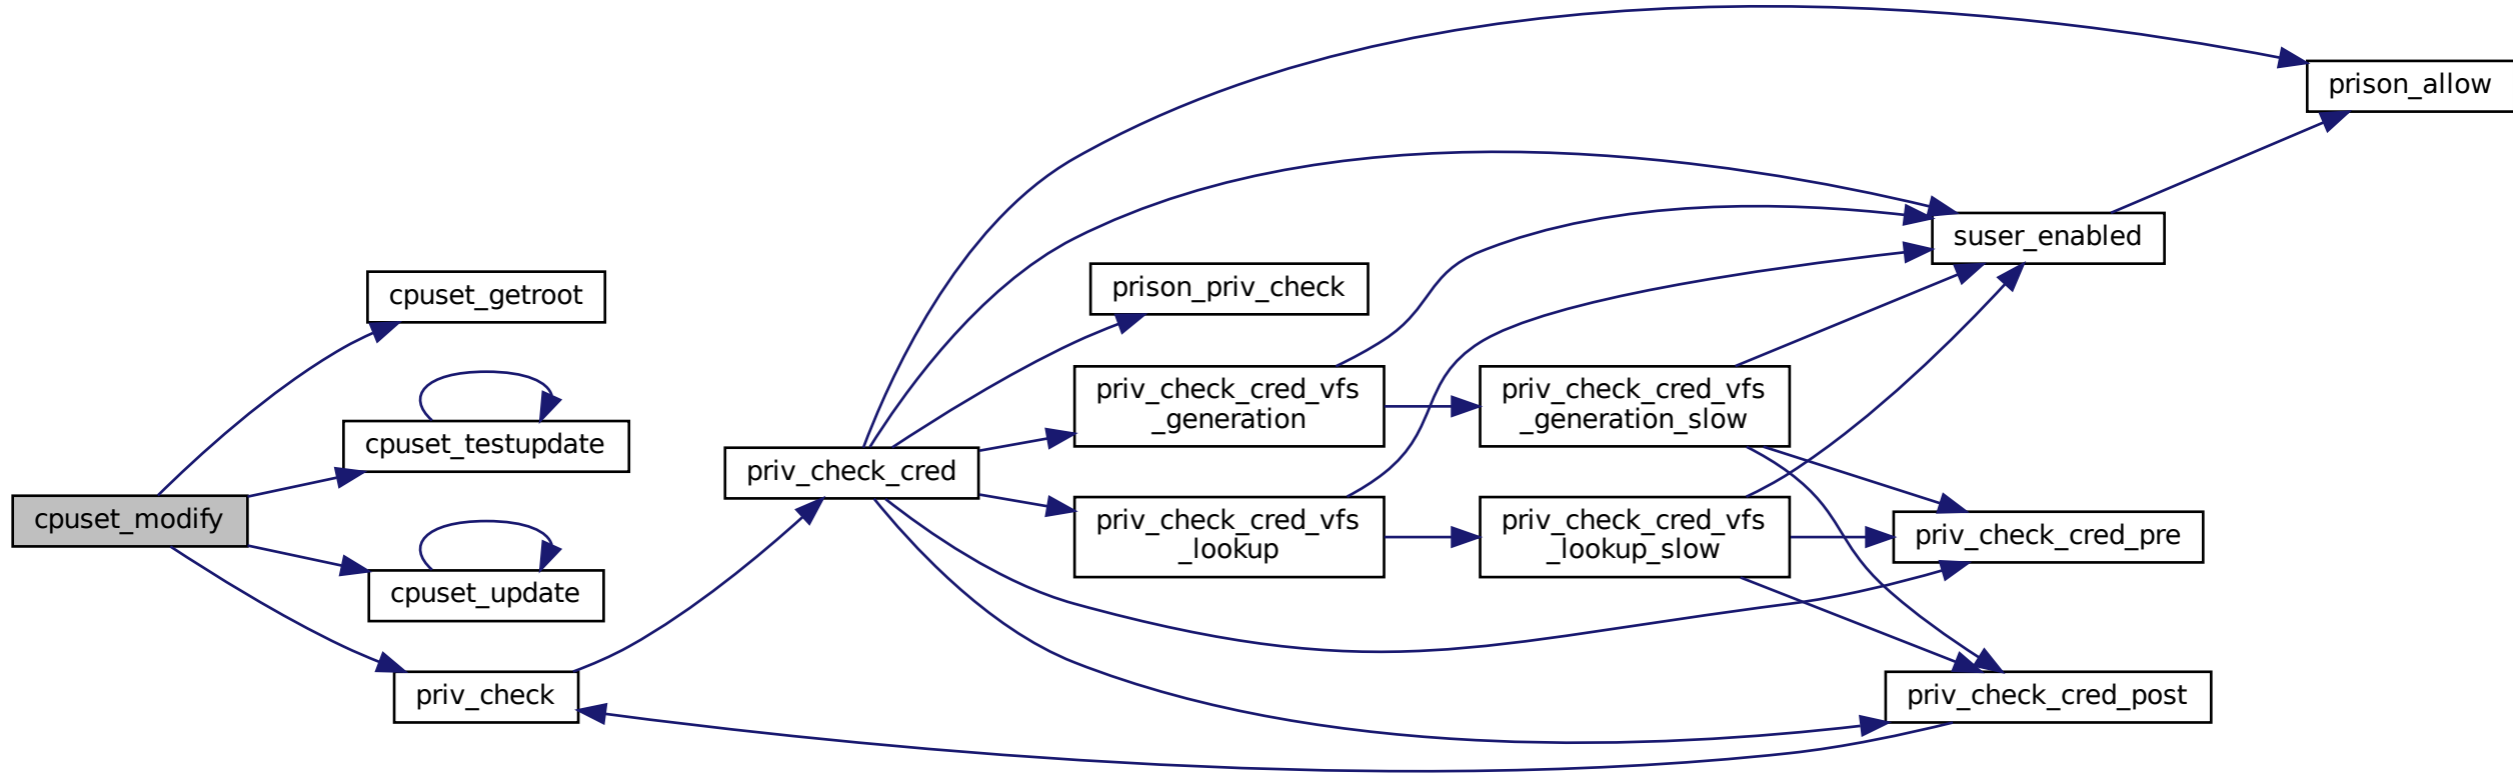 prison_allow
suser_enabled
cpuset_getroot
prison_priv_check
priv_check_cred_vfs
_generation
priv_check_cred_vfs
_generation_slow
cpuset_testupdate
priv_check_cred
cpuset_modify
priv_check_cred_vfs
_lookup
priv_check_cred_vfs
_lookup_slow
priv_check_cred_pre
cpuset_update
priv_check
priv_check_cred_post